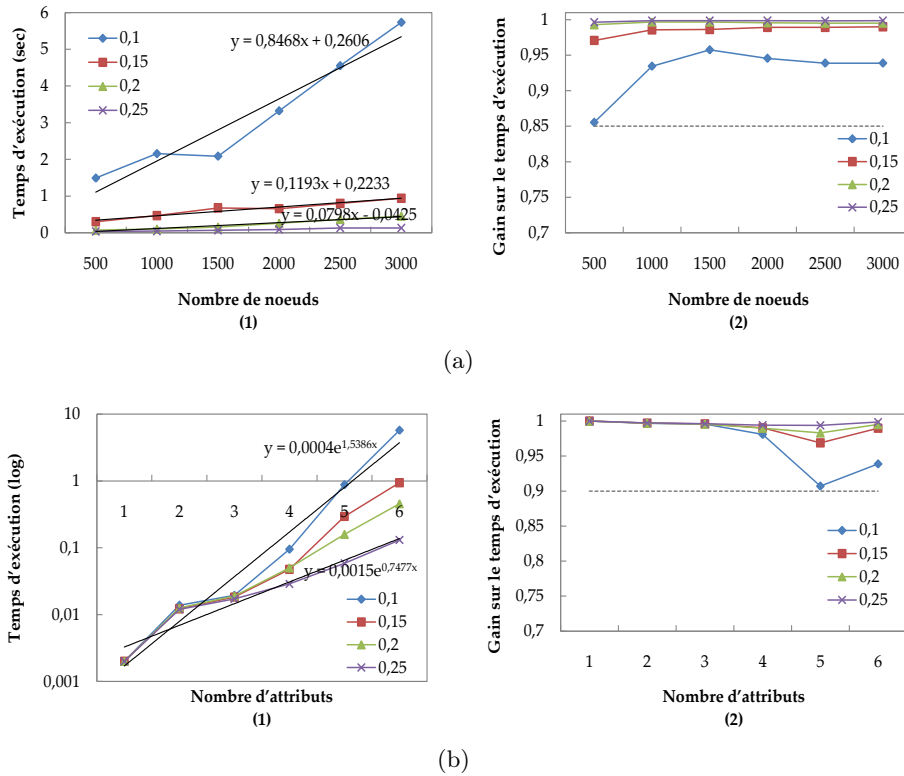 Temps d'exécution (sec)
6
5
4
3
2
1
0
0,1
0,15
0,2
0,25
y = 0,8468x + 0,2606
y = 0,1193x + 0,2233
y = 0,0798x - 0,0425
500 1000 1500 2000 2500 3000
Nombre de noeuds
(1)
Gain sur le temps d'exécution
1
0,95
0,9
0,85
0,8
0,75
0,7
0,1
0,15
0,2
0,25
500 1000 1500 2000 2500 3000
Nombre de noeuds
(2)
(a)
Temps d'exécution (log)
10
1
0,1
0,01
0,001
y = 0,0004e1,5386x
1 2 3 4 5 6
y = 0,0015e0,7477x
0,1
0,15
0,2
0,25
Nombre d'attributs
(1)
Gain sur le temps d'exécution
1
0,95
0,9
0,85
0,8
0,75
0,7
0,1
0,15
0,2
0,25
1 2 3 4 5 6
Nombre d'attributs
(2)
(b)